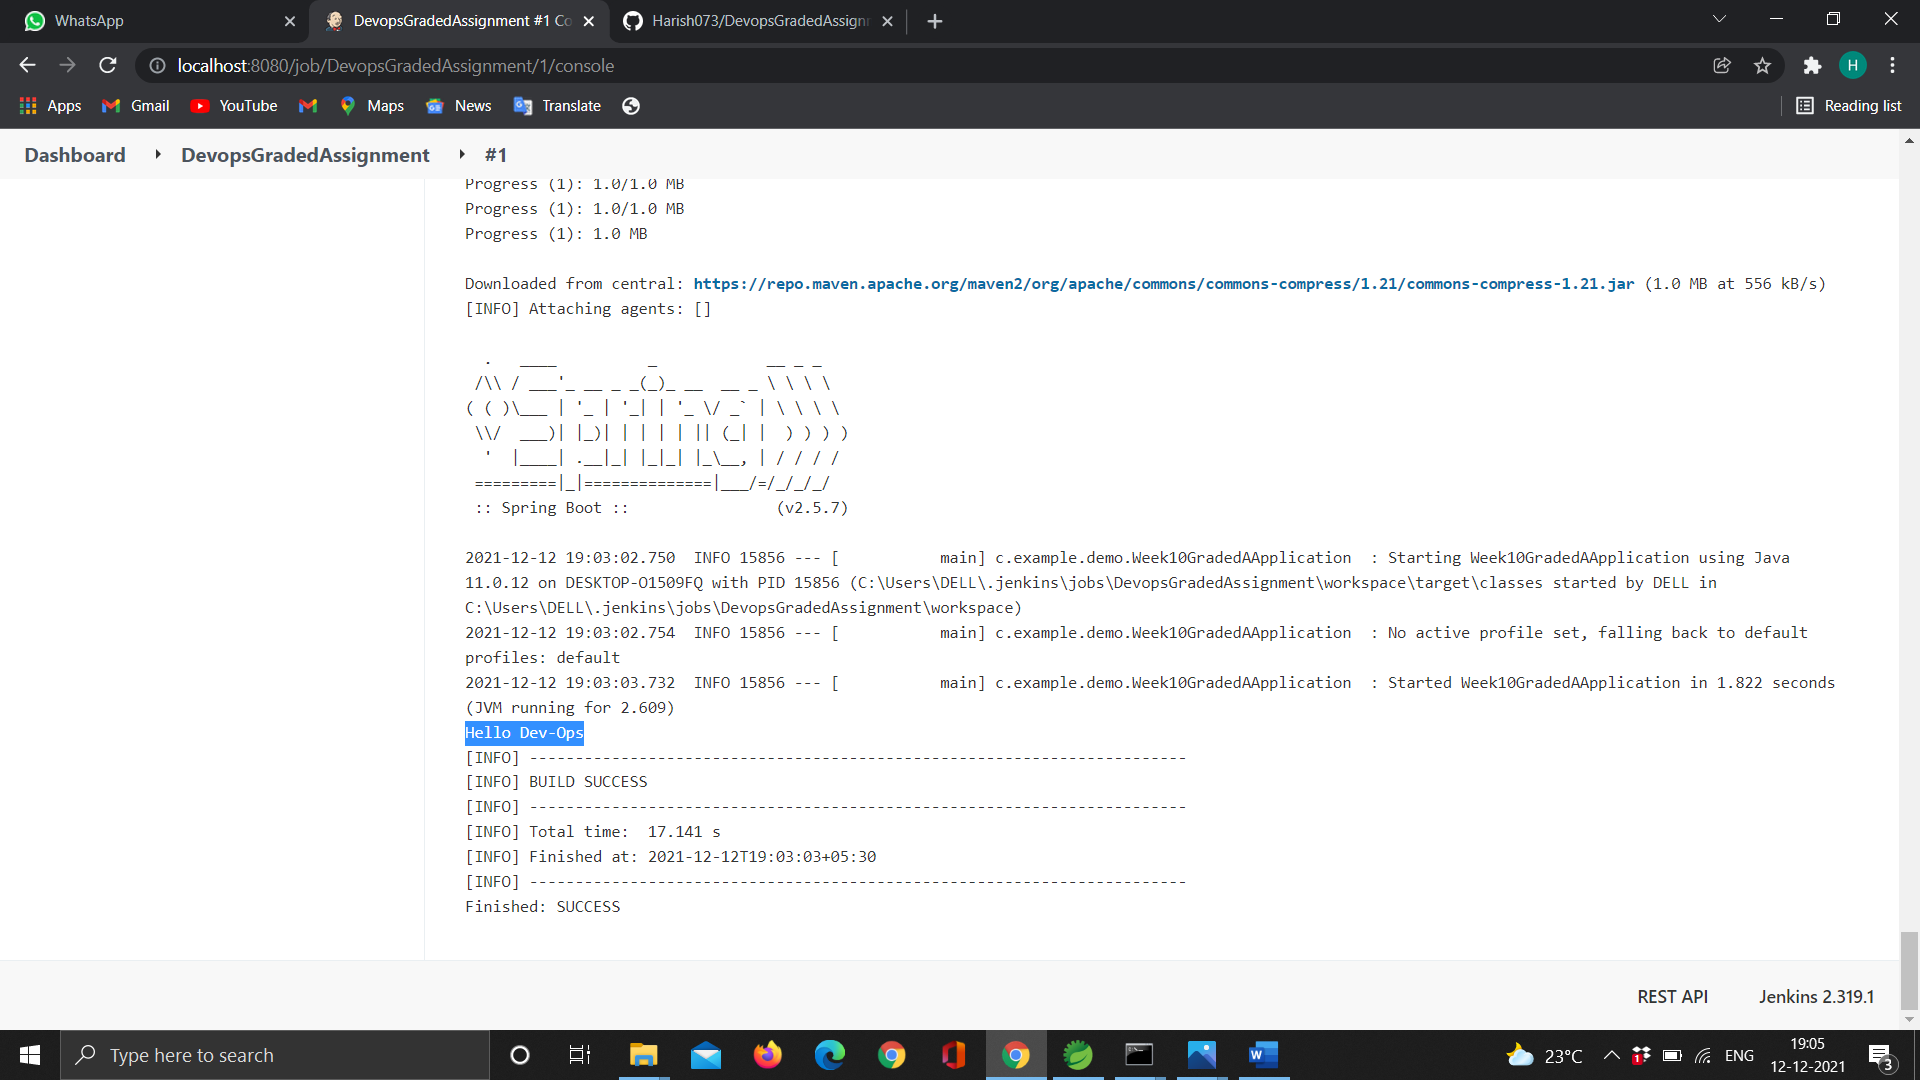 WhatsApp
DevopsGradedAssignment #1 Co
Harish073/DevopsGradedAssignm
localhost:8080/job/DevopsGradedAssignment/1/console
H
Apps
Gmail
YouTube
Maps
News
Translate
Reading list
Dashboard
DevopsGradedAssignment
#1
Progress (1): 1.0/1.0 MB
Progress (1): 1.0/1.0 MB
Progress (1): 1.0 MB
Downloaded from central: https://repo.maven.apache.org/maven2/org/apache/commons/commons-compress/1.21/commons-compress-1.21.jar (1.0 MB at 556 kB/s)
[INFO] Attaching agents: []
  .   ____          _            __ _ _
 /\\ / ___'_ __ _ _(_)_ __  __ _ \ \ \ \
( ( )\___ | '_ | '_| | '_ \/ _` | \ \ \ \
 \\/  ___)| |_)| | | | | || (_| |  ) ) ) )
  '  |____| .__|_| |_|_| |_\__, | / / / /
 =========|_|==============|___/=/_/_/_/
 :: Spring Boot ::                (v2.5.7)
2021-12-12 19:03:02.750  INFO 15856 --- [           main] c.example.demo.Week10GradedAApplication  : Starting Week10GradedAApplication using Java
11.0.12 on DESKTOP-O1509FQ with PID 15856 (C:\Users\DELL\.jenkins\jobs\DevopsGradedAssignment\workspace\target\classes started by DELL in
C:\Users\DELL\.jenkins\jobs\DevopsGradedAssignment\workspace)
2021-12-12 19:03:02.754  INFO 15856 --- [           main] c.example.demo.Week10GradedAApplication  : No active profile set, falling back to default
profiles: default
2021-12-12 19:03:03.732  INFO 15856 --- [           main] c.example.demo.Week10GradedAApplication  : Started Week10GradedAApplication in 1.822 seconds
(JVM running for 2.609)
Hello Dev-Ops
[INFO] ------------------------------------------------------------------------
[INFO] BUILD SUCCESS
[INFO] ------------------------------------------------------------------------
[INFO] Total time:  17.141 s
[INFO] Finished at: 2021-12-12T19:03:03+05:30
[INFO] ------------------------------------------------------------------------
Finished: SUCCESS
REST API
Jenkins 2.319.1
Type here to search
23°C
1
ENG
19:05
12-12-2021
3